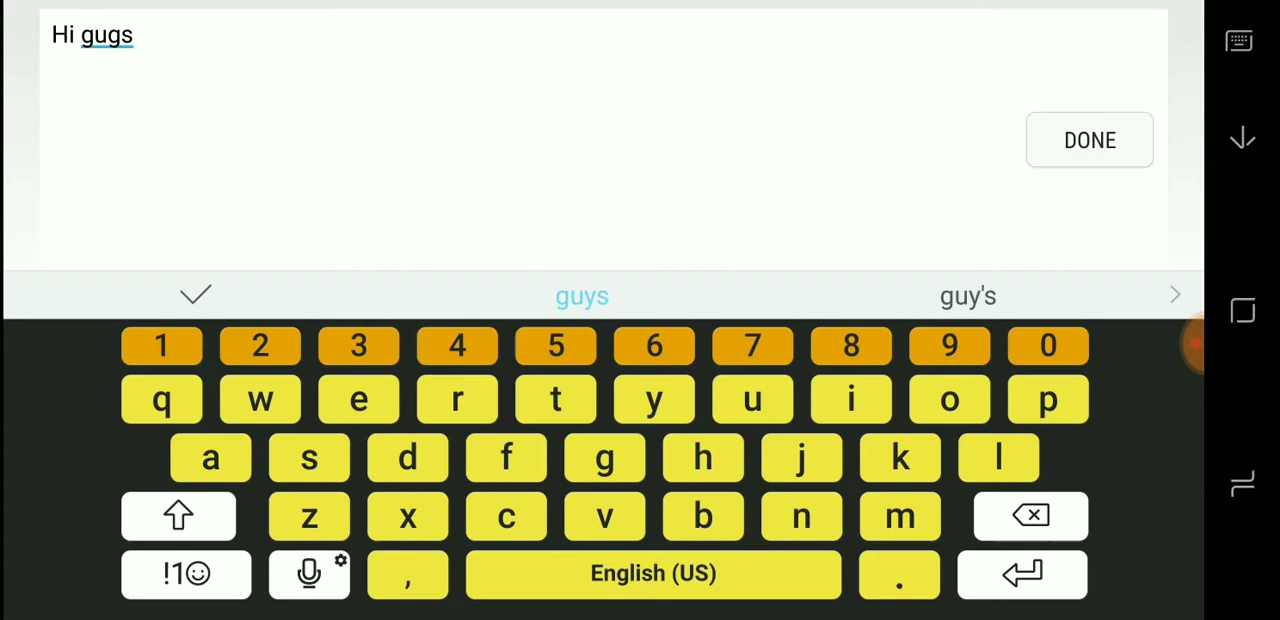 Hi gugs
DONE
guys guy's
1 2 3 4 5 6 7 8 9 0
q w e r t y u i o p
a s d f g h j k l
z x c v b n m
!1☺ , English (US) .